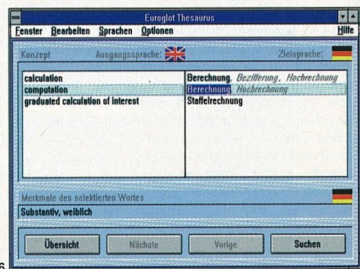 Euroglot Thesaurus
Fenster Bearbeiten Sprachen Optionen Hilfe
Konzept Ausgangssprache: Zielsprache:
calculation Berechnung, Bezifferung, Hochrechnung
computation Berechnung, Hochrechnung
graduated calculation of interest Staffelrechnung
Merkmale des selektierten Wortes
Substantiv, weiblich
Übersicht Nächste Vorige Suchen